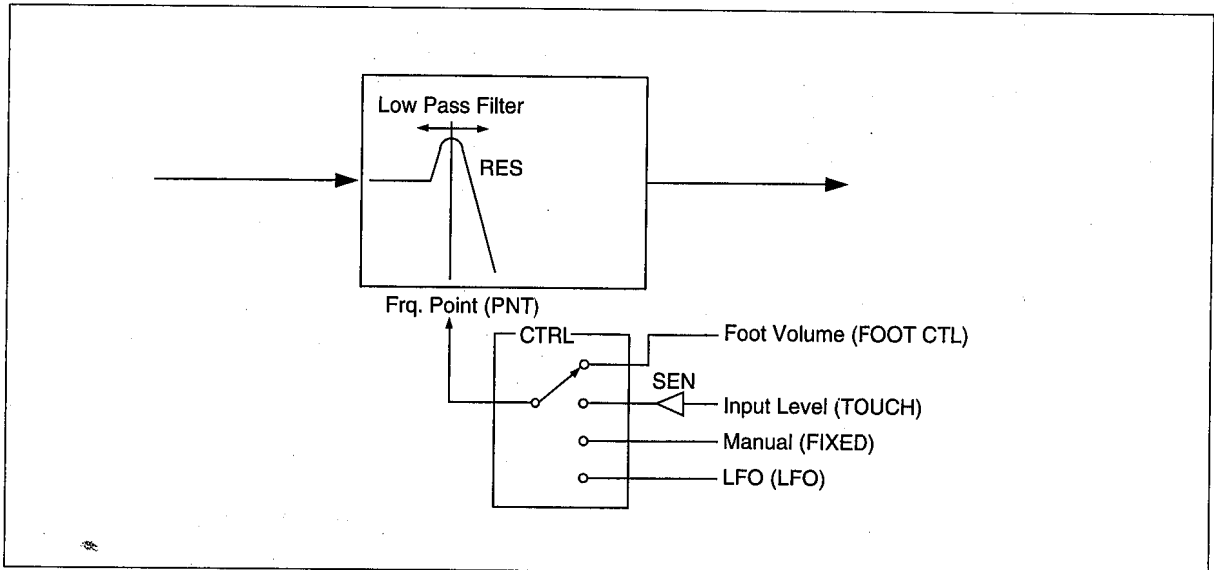 Low Pass Filter
RES
Frq. Point (PNT)
CTRL
Foot Volume (FOOT CTL)
SEN
Input Level (TOUCH)
Manual (FIXED)
LFO (LFO)